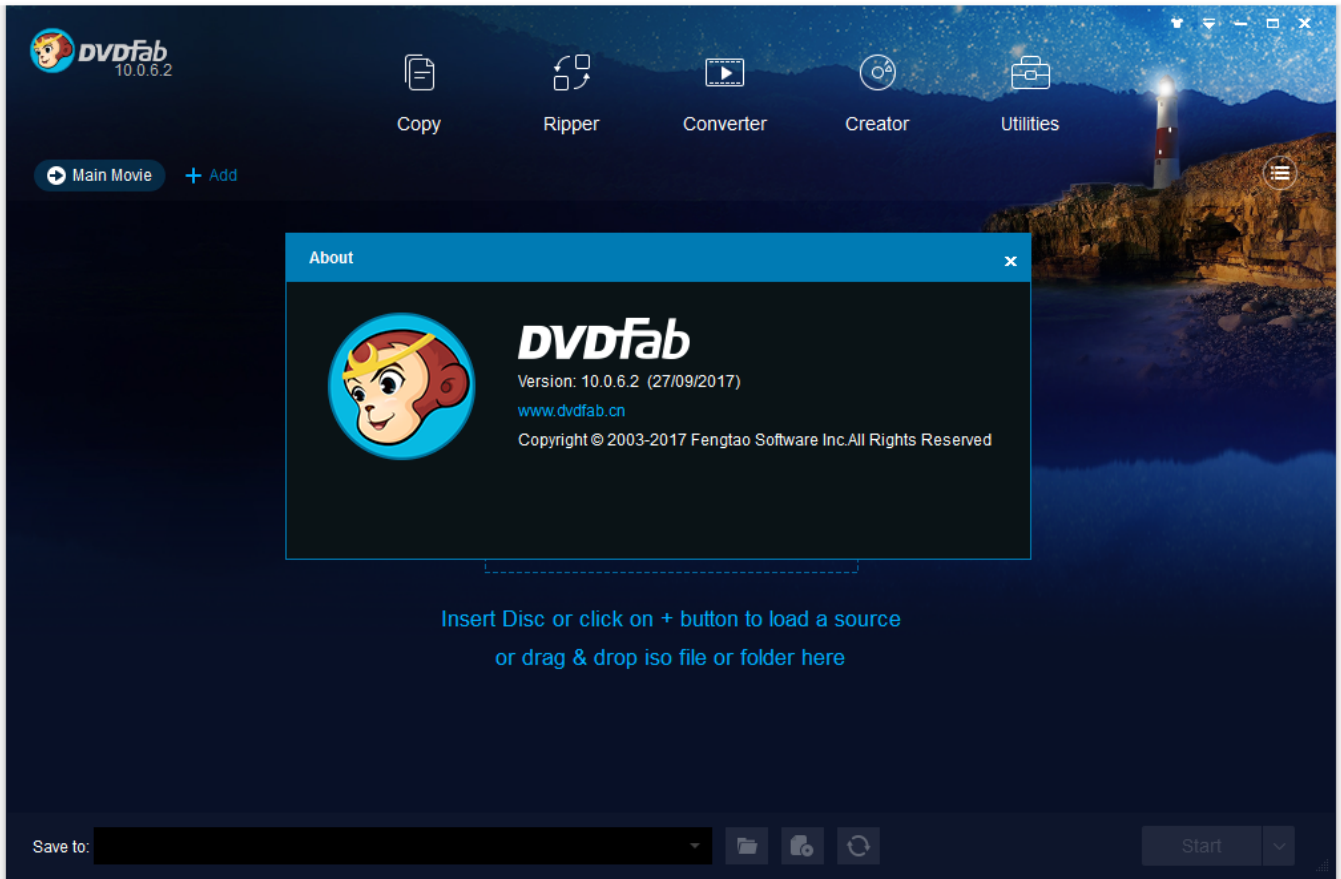 DVDFab
10.0.6.2
Copy
Ripper
Converter
Creator
Utilities
Main Movie
+ Add
About
DVDFab
Version: 10.0.6.2 (27/09/2017)
www.dvdfab.cn
Copyright © 2003-2017 Fengtao Software Inc.All Rights Reserved
Insert Disc or click on + button to load a source
or drag & drop iso file or folder here
Save to:
Start